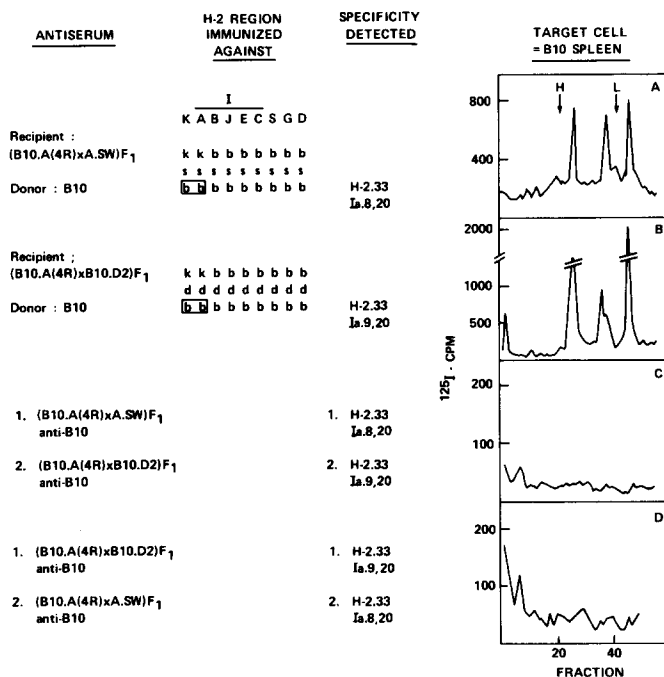 ANTISERUM
H-2 REGION
IMMUNIZED
AGAINST
SPECIFICITY
DETECTED
TARGET CELL
= B10 SPLEEN
I
K A B J E C S G D
Recipient :
(B10.A(4R)xA.SW)F1
k k b b b b b b b
s s s s s s s s s
Donor : B10
b b b b b b b b b
H-2.33
Ia.8,20
Recipient ;
(B10.A(4R)xB10.D2)F1
k k b b b b b b b
d d d d d d d d d
Donor : B10
b b b b b b b b b
H-2.33
Ia.9,20
1. (B10.A(4R)xA.SW)F1
anti-B10
1. H-2.33
Ia.8,20
2. (B10.A(4R)xB10.D2)F1
anti-B10
2. H-2.33
Ia.9,20
1. (B10.A(4R)xB10.D2)F1
anti-B10
1. H-2.33
Ia.9,20
2. (B10.A(4R)xA.SW)F1
anti-B10
2. H-2.33
Ia.8,20
H
L
A
800
400
B
2000
1000
500
125I - CPM
C
200
100
D
200
100
20
40
FRACTION